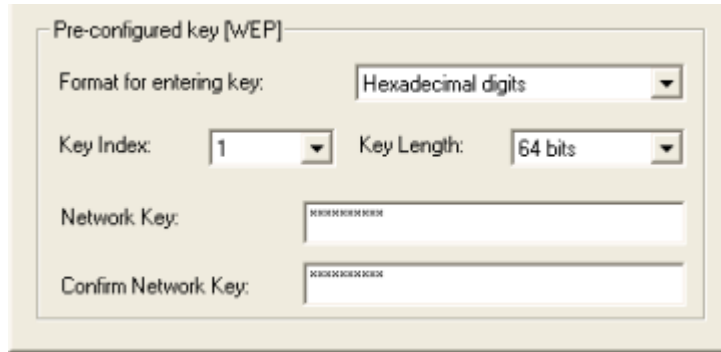 Pre-configured key [WEP]
Format for entering key: Hexadecimal digits
Key Index: 1 Key Length: 64 bits
Network Key: **********
Confirm Network Key: **********